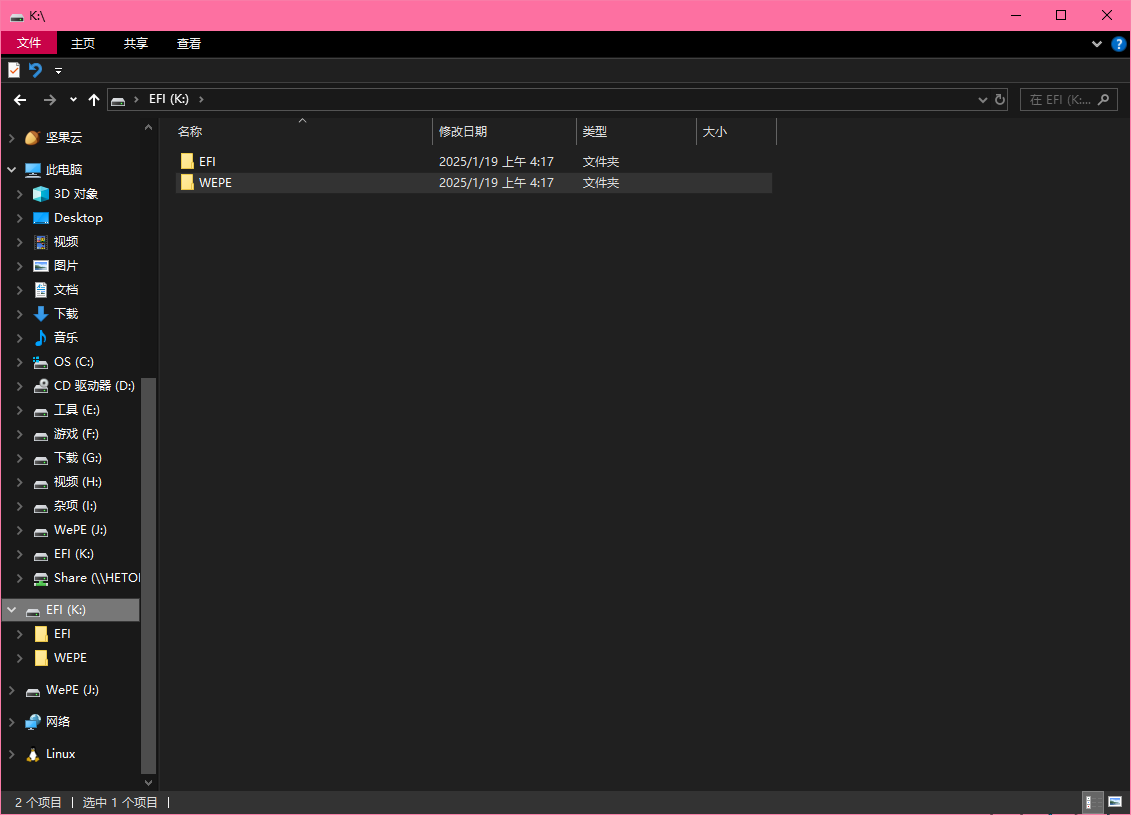 K:\
文件 主页 共享 查看
EFI (K:)
在 EFI (K:...
名称 修改日期 类型 大小
EFI 2025/1/19 上午 4:17 文件夹
WEPE 2025/1/19 上午 4:17 文件夹
坚果云
此电脑
3D 对象
Desktop
视频
图片
文档
下载
音乐
OS (C:)
CD 驱动器 (D:)
工具 (E:)
游戏 (F:)
下载 (G:)
视频 (H:)
杂项 (I:)
WePE (J:)
EFI (K:)
Share (\\HETO
EFI (K:)
EFI
WEPE
WePE (J:)
网络
Linux
2 个项目 选中 1 个项目